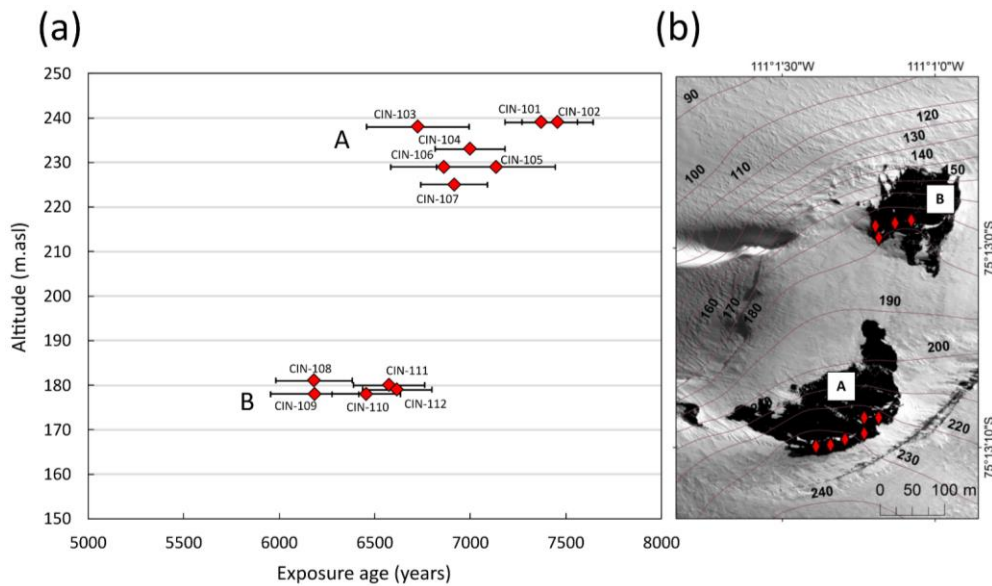 (a)
(b)
250
240
230
220
210
200
190
180
170
160
150
Altitude (m.asl)
5000 5500 6000 6500 7000 7500 8000
Exposure age (years)
A
CIN-103
CIN-101
CIN-102
CIN-104
CIN-106
CIN-105
CIN-107
B
CIN-108
CIN-111
CIN-109
CIN-110
CIN-112
111°1'30"W 111°1'0"W
90
120
130
140
150
110
100
B
75°13'0"S
160
170
180
190
200
A
220
230
240
75°13'10"S
0 50 100 m